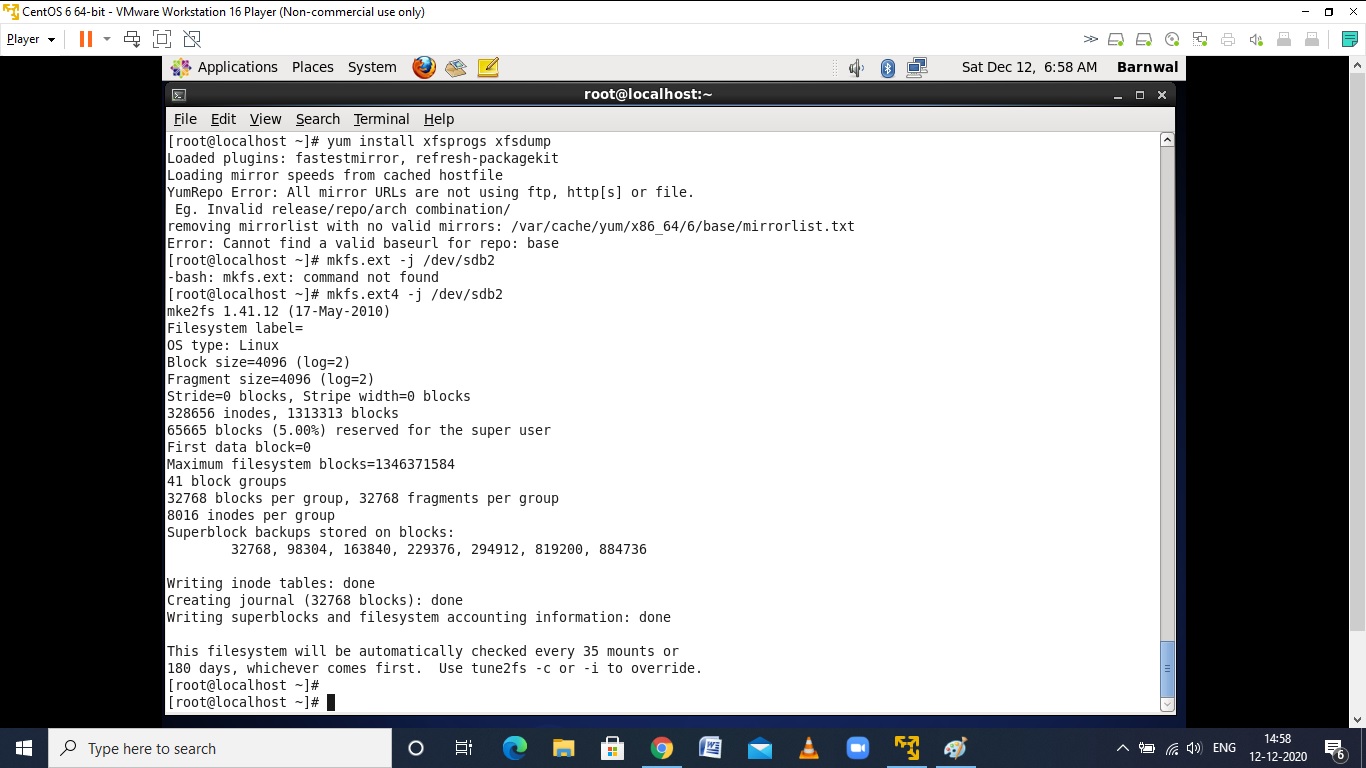 CentOS 6 64-bit - VMware Workstation 16 Player (Non-commercial use only)
Player
Applications Places System Sat Dec 12, 6:58 AM Barnwal
root@localhost:~
File Edit View Search Terminal Help
[root@localhost ~]# yum install xfsprogs xfsdump
Loaded plugins: fastestmirror, refresh-packagekit
Loading mirror speeds from cached hostfile
YumRepo Error: All mirror URLs are not using ftp, http[s] or file.
Eg. Invalid release/repo/arch combination/
removing mirrorlist with no valid mirrors: /var/cache/yum/x86_64/6/base/mirrorlist.txt
Error: Cannot find a valid baseurl for repo: base
[root@localhost ~]# mkfs.ext -j /dev/sdb2
-bash: mkfs.ext: command not found
[root@localhost ~]# mkfs.ext4 -j /dev/sdb2
mke2fs 1.41.12 (17-May-2010)
Filesystem label=
OS type: Linux
Block size=4096 (log=2)
Fragment size=4096 (log=2)
Stride=0 blocks, Stripe width=0 blocks
328656 inodes, 1313313 blocks
65665 blocks (5.00%) reserved for the super user
First data block=0
Maximum filesystem blocks=1346371584
41 block groups
32768 blocks per group, 32768 fragments per group
8016 inodes per group
Superblock backups stored on blocks:
32768, 98304, 163840, 229376, 294912, 819200, 884736
Writing inode tables: done
Creating journal (32768 blocks): done
Writing superblocks and filesystem accounting information: done
This filesystem will be automatically checked every 35 mounts or
180 days, whichever comes first.  Use tune2fs -c or -i to override.
[root@localhost ~]#
[root@localhost ~]#
Type here to search
ENG
14:58
12-12-2020
6